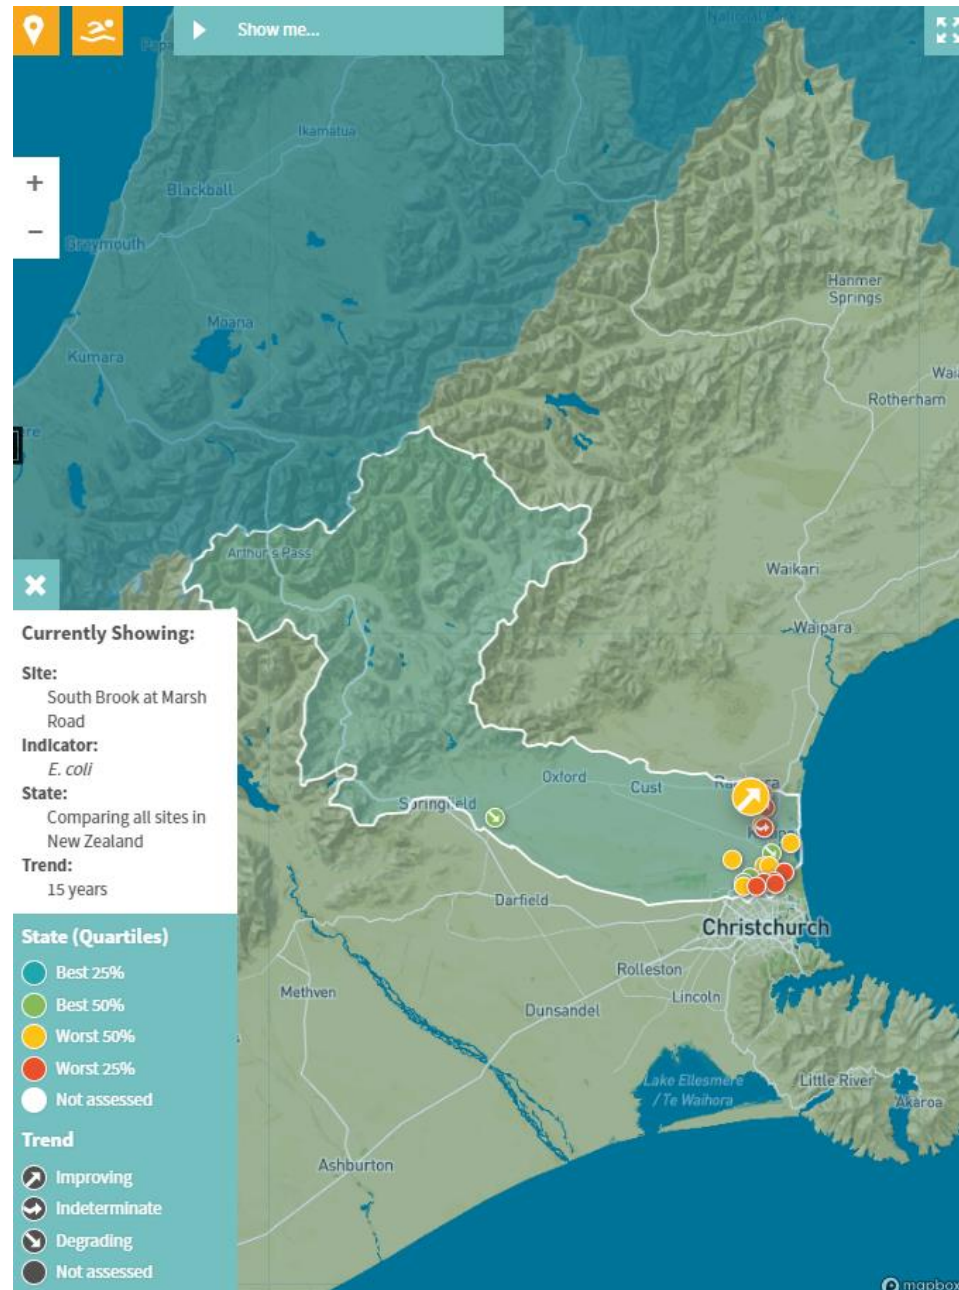 Show me...
National Park
Ikamatua
Blackball
+
−
Greymouth
Hanmer
Springs
Moana
Kumara
Rotherham
Arthur's Pass
Waikari
Waipara
Currently Showing:
Site:
South Brook at Marsh
Road
Indicator:
E. coli
State:
Comparing all sites in
New Zealand
Trend:
15 years
Oxford
Cust
Springfield
Darfield
Christchurch
State (Quartiles)
Best 25%
Best 50%
Worst 50%
Worst 25%
Not assessed
Rolleston
Lincoln
Methven
Dunsandel
Lake Ellesmere
/ Te Waihora
Little River
Akaroa
Trend
Improving
Indeterminate
Degrading
Not assessed
Ashburton
mapbox